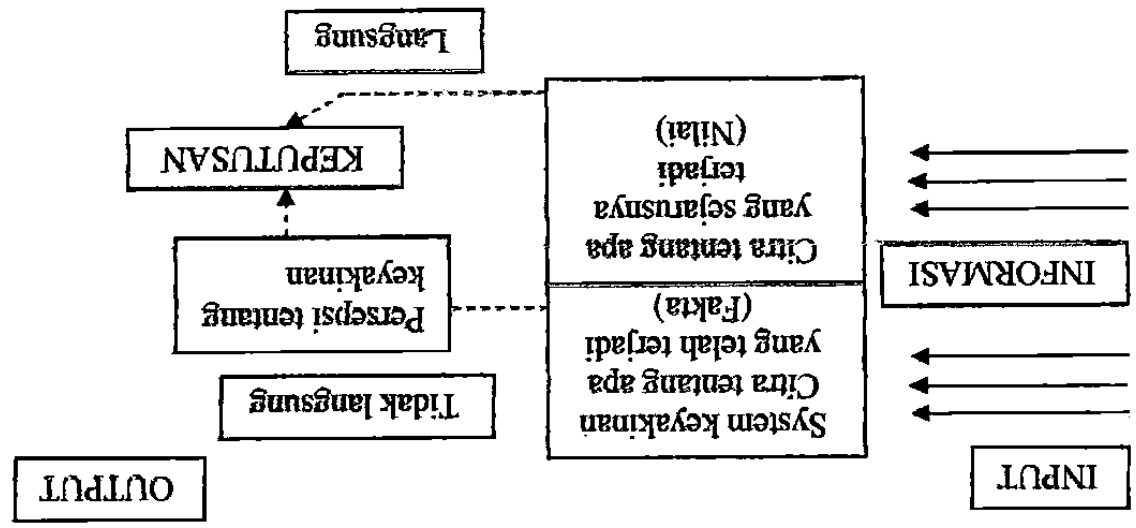 INPUT
OUTPUT
System keyakinan
Citra tentang apa
yang telah terjadi
(Fakta)
Tidak langsung
Persepsi tentang
keyakinan
INFORMASI
Citra tentang apa
yang sejarusnya
terjadi
(Nilai)
KEPUTUSAN
Langsung